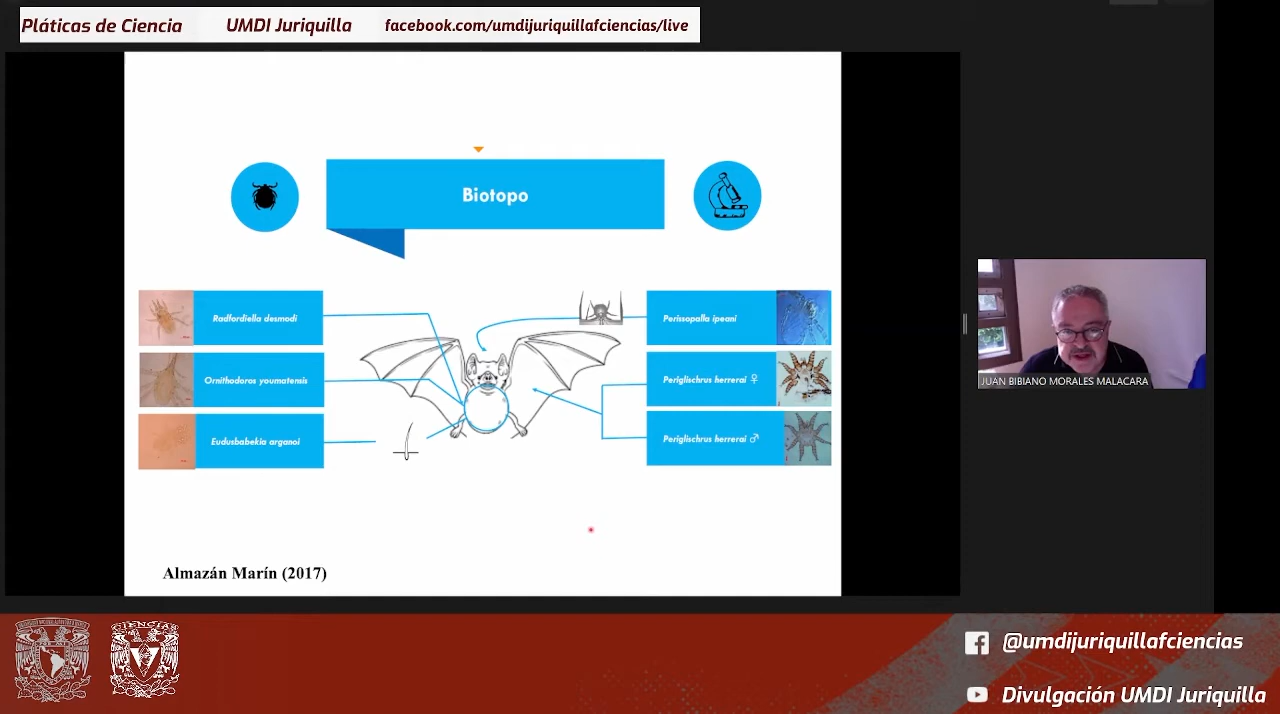 Pláticas de Ciencia
UMDI Juriquilla
facebook.com/umdijuriquillafciencias/live
Biotopo
Radfordiella desmodi
Ornithodoros youmatensis
Eudusbabekia arganoi
Perissopalla ipeani
Periglischrus herrerai ♀
Periglischrus herrerai ♂
Almazán Marín (2017)
JUAN BIBIANO MORALES MALACARA
@umdijuriquillafciencias
Divulgación UMDI Juriquilla